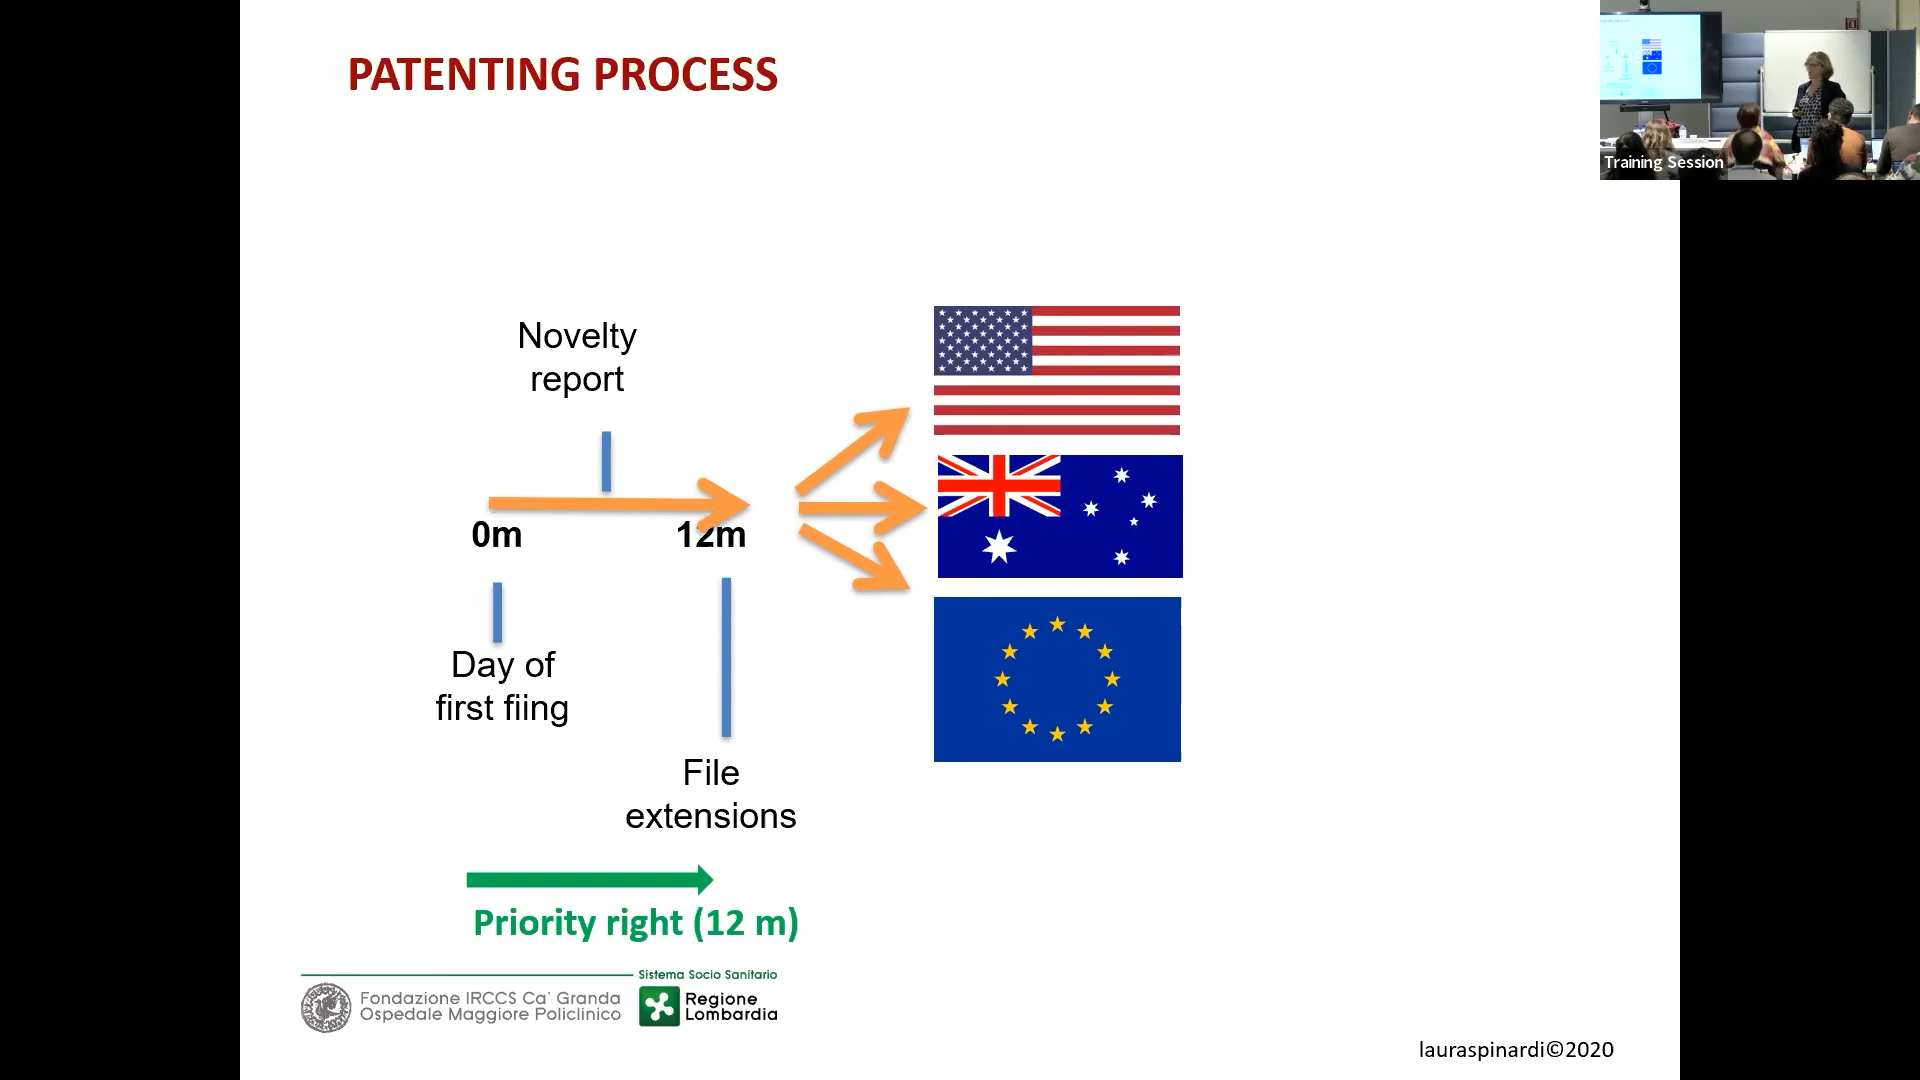 PATENTING PROCESS
Training Session
Novelty
report
0m
12m
Day of
first fiing
File
extensions
Priority right (12 m)
Sistema Socio Sanitario
Fondazione IRCCS Ca' Granda
Ospedale Maggiore Policlinico
Regione
Lombardia
lauraspinardi©2020